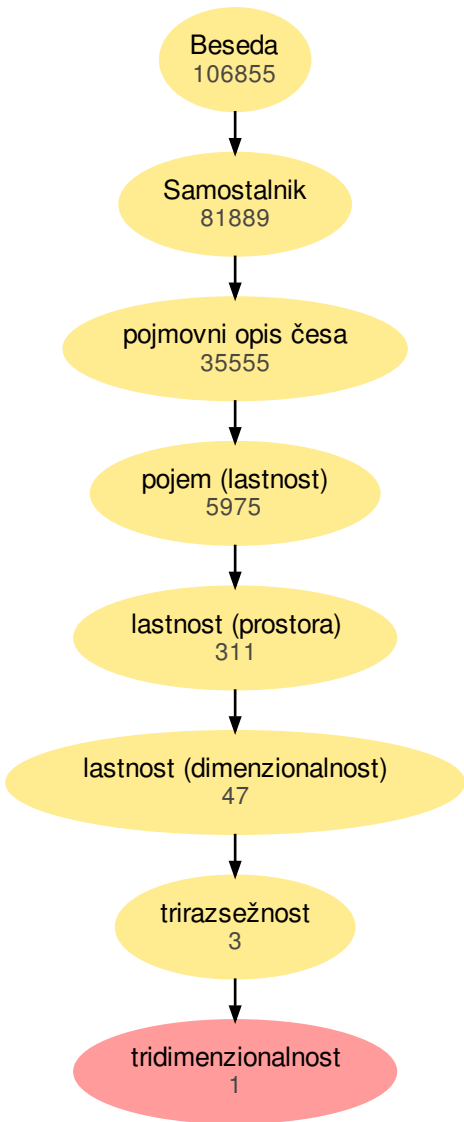 Beseda
106855
Samostalnik
81889
pojmovni opis česa
35555
pojem (lastnost)
5975
lastnost (prostora)
311
lastnost (dimenzionalnost)
47
trirazsežnost
3
tridimenzionalnost
1